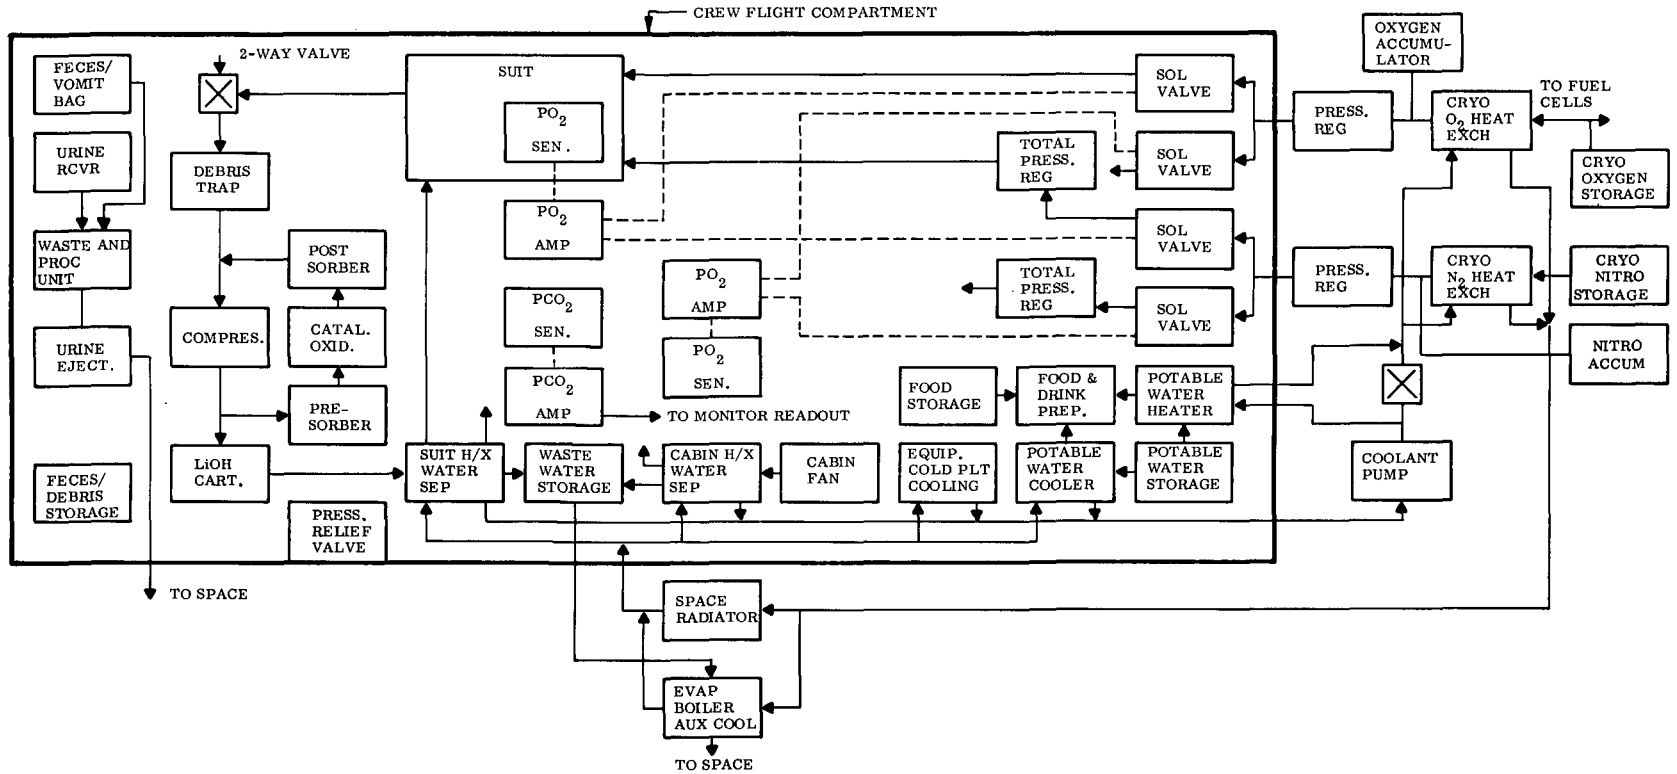 CREW FLIGHT COMPARTMENT
2-WAY VALVE
FECES/
VOMIT
BAG
URINE
RCVR
WASTE AND
PROC
UNIT
URINE
EJECT.
FECES/
DEBRIS
STORAGE
TO SPACE
DEBRIS
TRAP
COMPRES.
LiOH
CART.
POST
SORBER
CATAL.
OXID.
PRE-
SORBER
PRESS.
RELIEF
VALVE
SUIT
PO2
SEN.
PO2
AMP
PCO2
SEN.
PCO2
AMP
TO MONITOR READOUT
PO2
AMP
PO2
SEN.
SUIT H/X
WATER
SEP
WASTE
WATER
STORAGE
CABIN H/X
WATER
SEP
CABIN
FAN
FOOD
STORAGE
FOOD &
DRINK
PREP.
POTABLE
WATER
HEATER
EQUIP.
COLD PLT
COOLING
POTABLE
WATER
COOLER
POTABLE
WATER
STORAGE
TOTAL
PRESS.
REG
TOTAL
PRESS.
REG
SOL
VALVE
SOL
VALVE
SOL
VALVE
SOL
VALVE
PRESS.
REG
PRESS.
REG
OXYGEN
ACCUMU-
LATOR
CRYO
O2 HEAT
EXCH
TO FUEL
CELLS
CRYO
OXYGEN
STORAGE
CRYO
N2 HEAT
EXCH
CRYO
NITRO
STORAGE
NITRO
ACCUM
COOLANT
PUMP
SPACE
RADIATOR
EVAP
BOILER
AUX COOL
TO SPACE